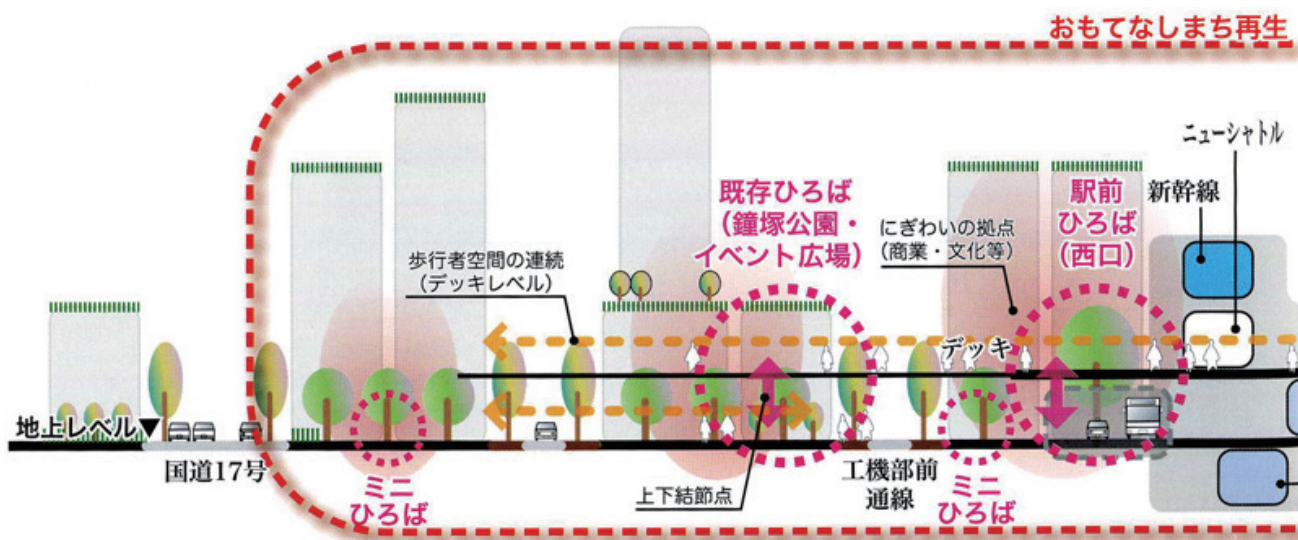 おもてなしまち再生
ニューシャトル
新幹線
駅前
ひろば
(西口)
既存ひろば
(鐘塚公園・
イベント広場)
にぎわいの拠点
(商業・文化等)
歩行者空間の連続
(デッキレベル)
デッキ
地上レベル▼
国道17号
ミニ
ひろば
上下結節点
工機部前
通線
ミニ
ひろば